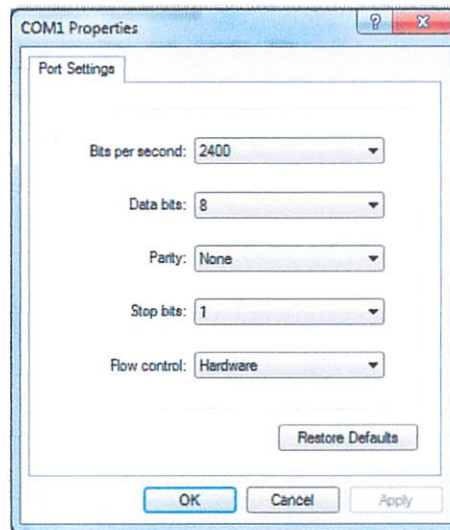 COM1 Properties
Port Settings
Bits per second: 2400
Data bits: 8
Parity: None
Stop bits: 1
Flow control: Hardware
Restore Defaults
OK Cancel Apply